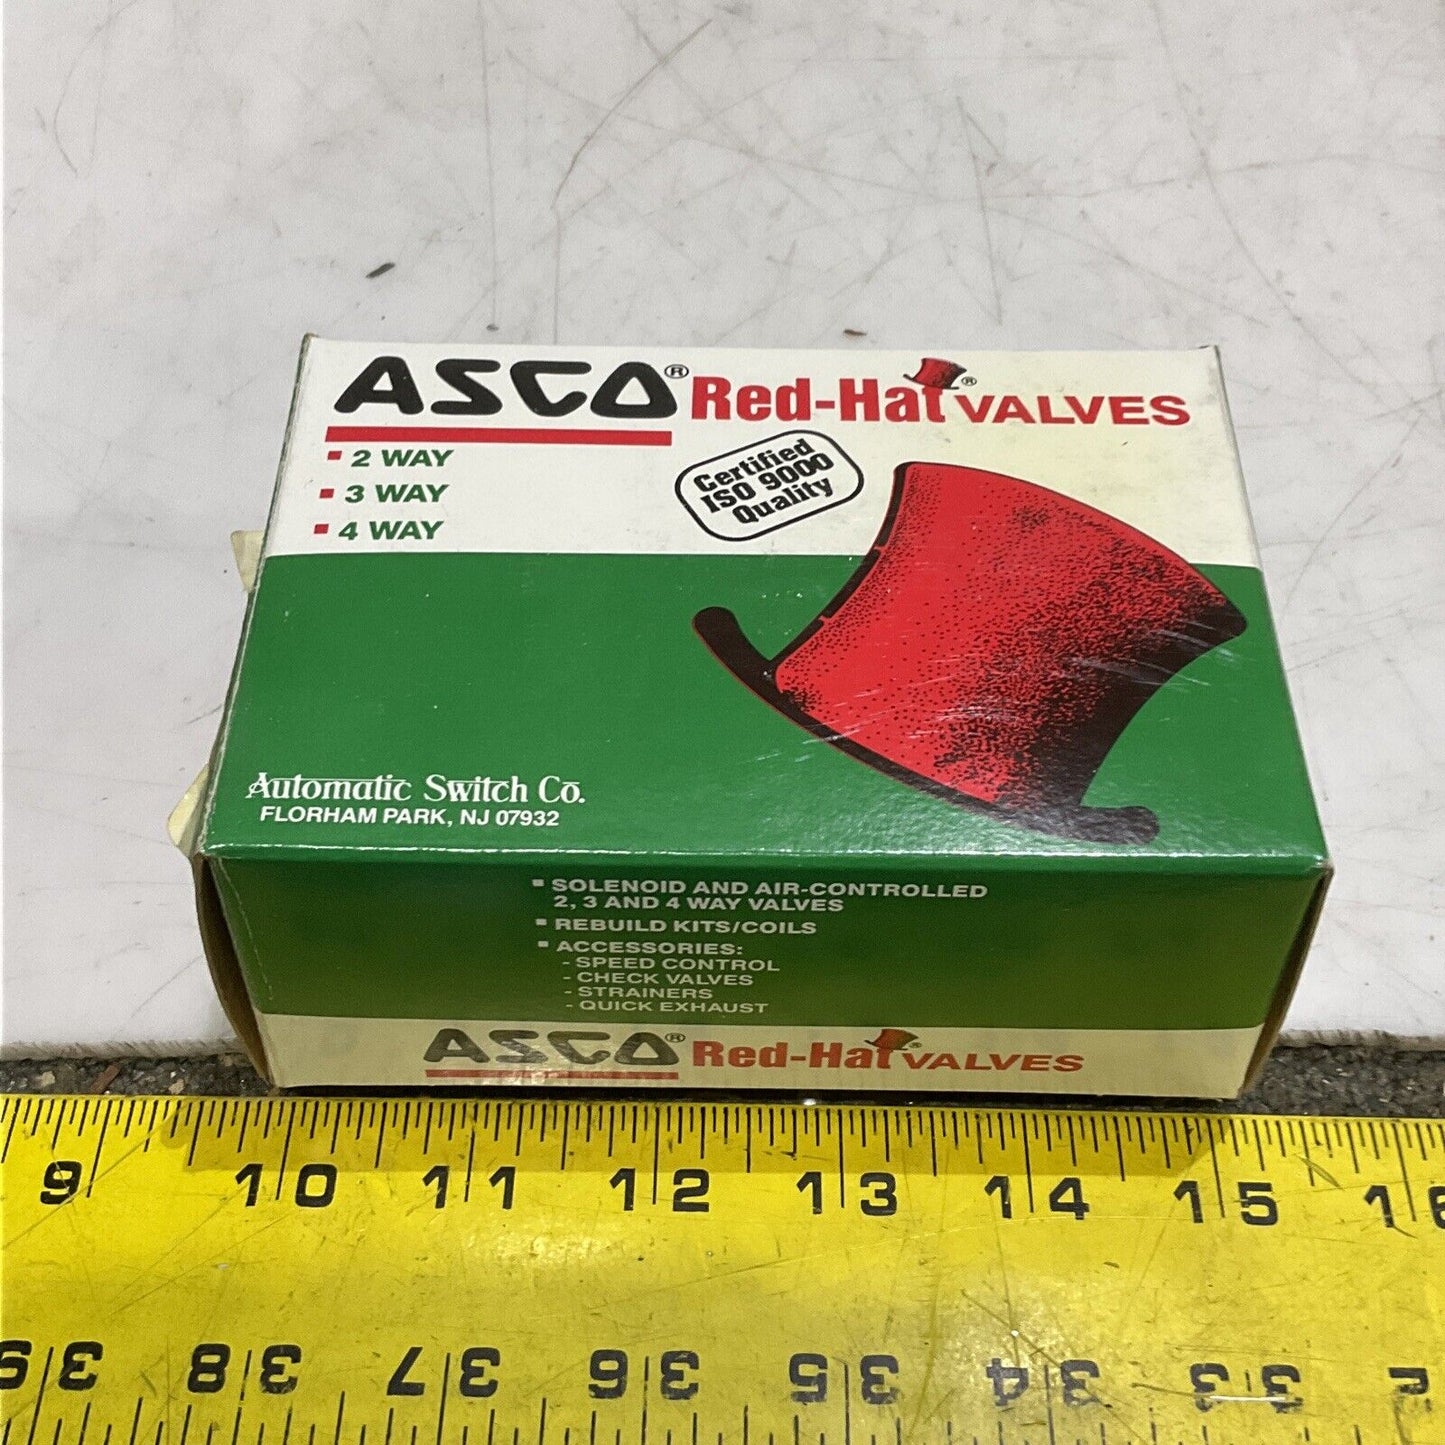 ASCO® Red-Hat® VALVES
2 WAY
3 WAY
4 WAY
Certified
ISO 9000
Quality
Automatic Switch Co.
FLORHAM PARK, NJ 07932
SOLENOID AND AIR-CONTROLLED
2, 3 AND 4 WAY VALVES
REBUILD KITS/COILS
ACCESSORIES:
- SPEED CONTROL
- CHECK VALVES
- STRAINERS
- QUICK EXHAUST
ASCO® Red-Hat® VALVES
9 10 11 12 13 14 15 16
39 38 37 36 35 34 33